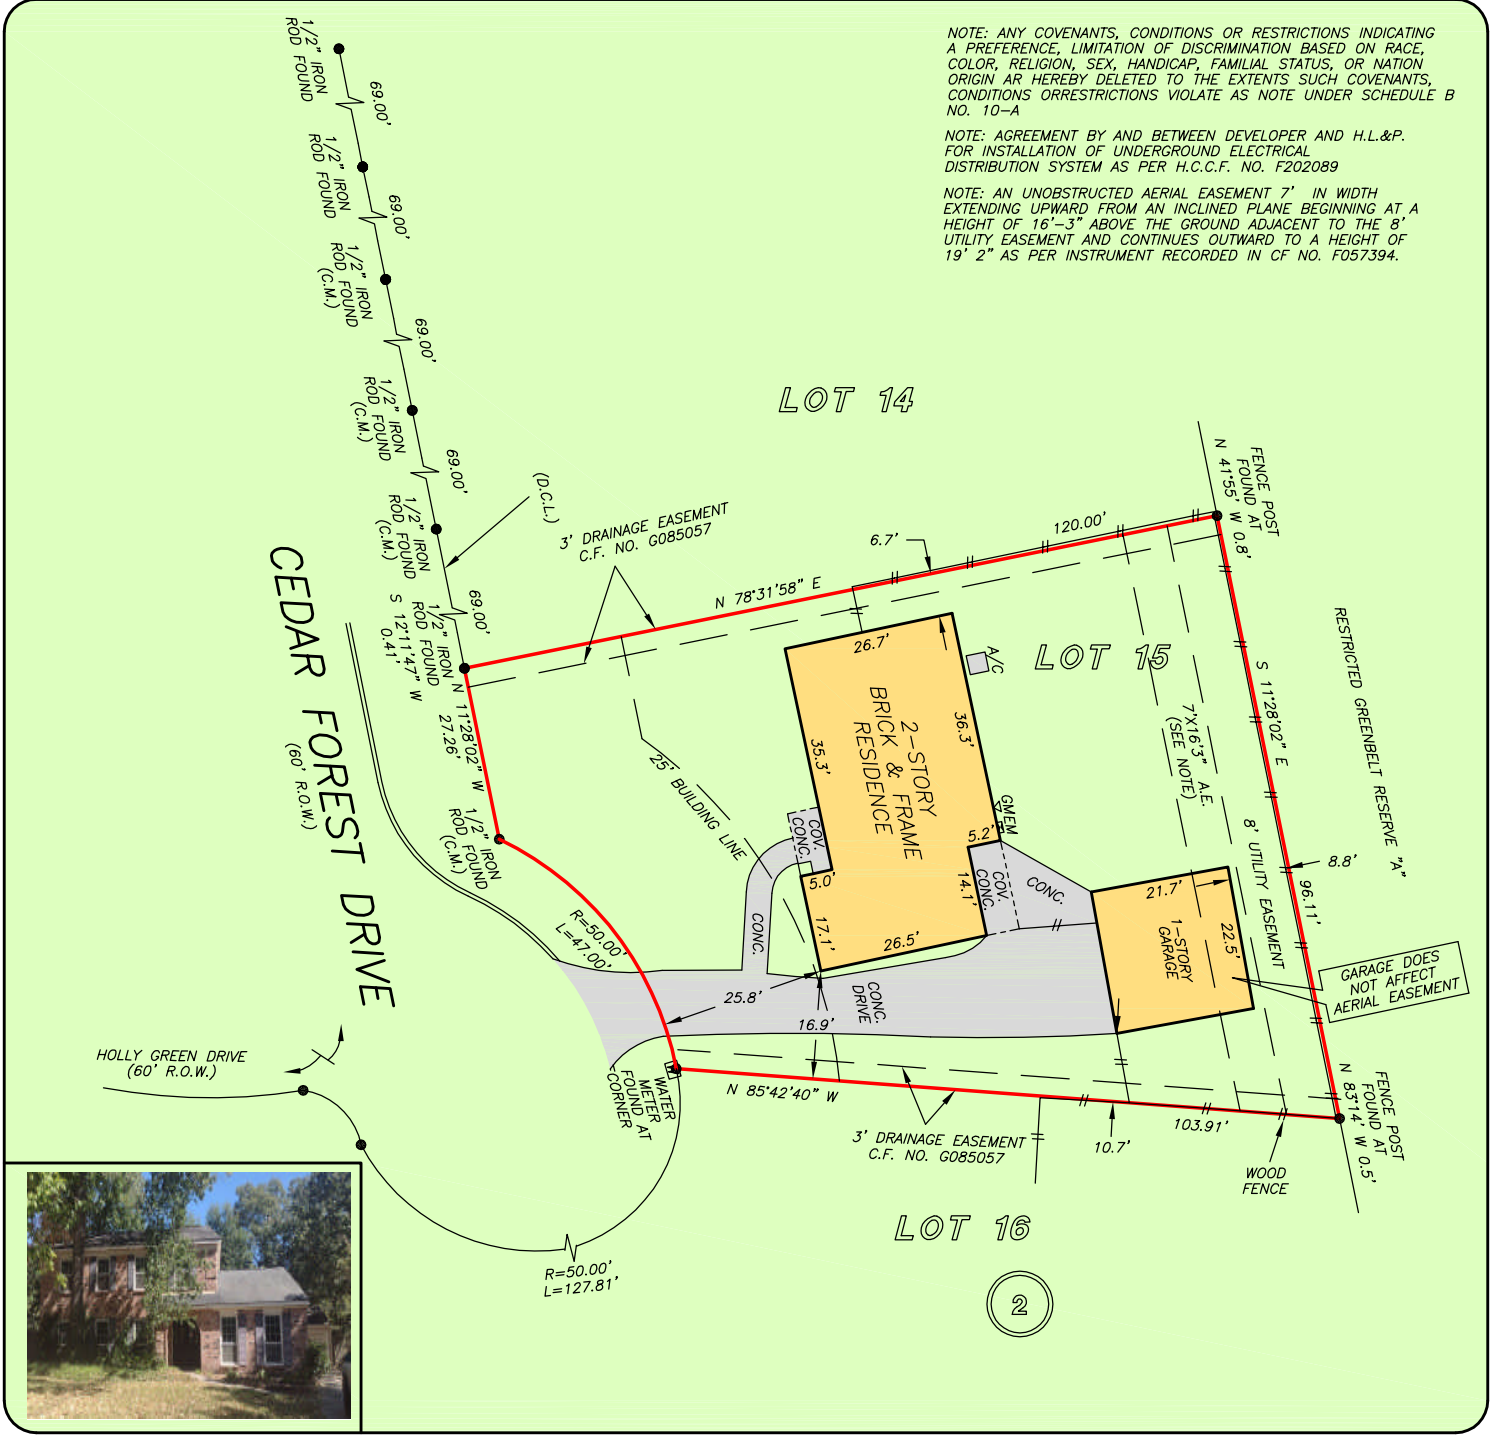 NOTE: ANY COVENANTS, CONDITIONS OR RESTRICTIONS INDICATING
A PREFERENCE, LIMITATION OF DISCRIMINATION BASED ON RACE,
COLOR, RELIGION, SEX, HANDICAP, FAMILIAL STATUS, OR NATION
ORIGIN AR HEREBY DELETED TO THE EXTENTS SUCH COVENANTS,
CONDITIONS ORRESTRICTIONS VIOLATE AS NOTE UNDER SCHEDULE B
NO. 10-A
NOTE: AGREEMENT BY AND BETWEEN DEVELOPER AND H.L.&P.
FOR INSTALLATION OF UNDERGROUND ELECTRICAL
DISTRIBUTION SYSTEM AS PER H.C.C.F. NO. F202089
NOTE: AN UNOBSTRUCTED AERIAL EASEMENT 7' IN WIDTH
EXTENDING UPWARD FROM AN INCLINED PLANE BEGINNING AT A
HEIGHT OF 16'-3" ABOVE THE GROUND ADJACENT TO THE 8'
UTILITY EASEMENT AND CONTINUES OUTWARD TO A HEIGHT OF
19' 2" AS PER INSTRUMENT RECORDED IN CF NO. F057394.
1/2" IRON
ROD FOUND
69.00'
1/2" IRON
ROD FOUND
69.00'
1/2" IRON
ROD FOUND
(C.M.)
69.00'
1/2" IRON
ROD FOUND
(C.M.)
69.00'
1/2" IRON
ROD FOUND
(C.M.)
69.00'
1/2" IRON
ROD FOUND
S 12°11'47" W
0.41'
(D.C.L.)
LOT 14
3' DRAINAGE EASEMENT
C.F. NO. G085057
6.7'
120.00'
N 78°31'58" E
FENCE POST
FOUND AT
N 41°55' W 0.8'
CEDAR FOREST DRIVE
(60' R.O.W.)
N 11°28'02" W
27.26'
1/2" IRON
ROD FOUND
(C.M.)
25' BUILDING LINE
26.7'
2-STORY
BRICK & FRAME
RESIDENCE
35.3'
36.3'
A/C
LOT 15
GMEM
5.2'
14.1'
COV.
CONC.
COV.
CONC.
CONC.
5.0'
17.1'
26.5'
CONC.
7'X16'3" A.E.
(SEE NOTE)
8' UTILITY EASEMENT
S 11°28'02" E
96.11'
RESTRICTED GREENBELT RESERVE "A"
8.8'
21.7'
22.5'
1-STORY
GARAGE
GARAGE DOES
NOT AFFECT
AERIAL EASEMENT
R=50.00'
L=47.00'
25.8'
CONC.
DRIVE
16.9'
HOLLY GREEN DRIVE
(60' R.O.W.)
W
WATER
METER
FOUND AT
CORNER
N 85°42'40" W
3' DRAINAGE EASEMENT
C.F. NO. G085057
10.7'
103.91'
WOOD
FENCE
FENCE POST
FOUND AT
N 83°14' W 0.5'
LOT 16
R=50.00'
L=127.81'
2